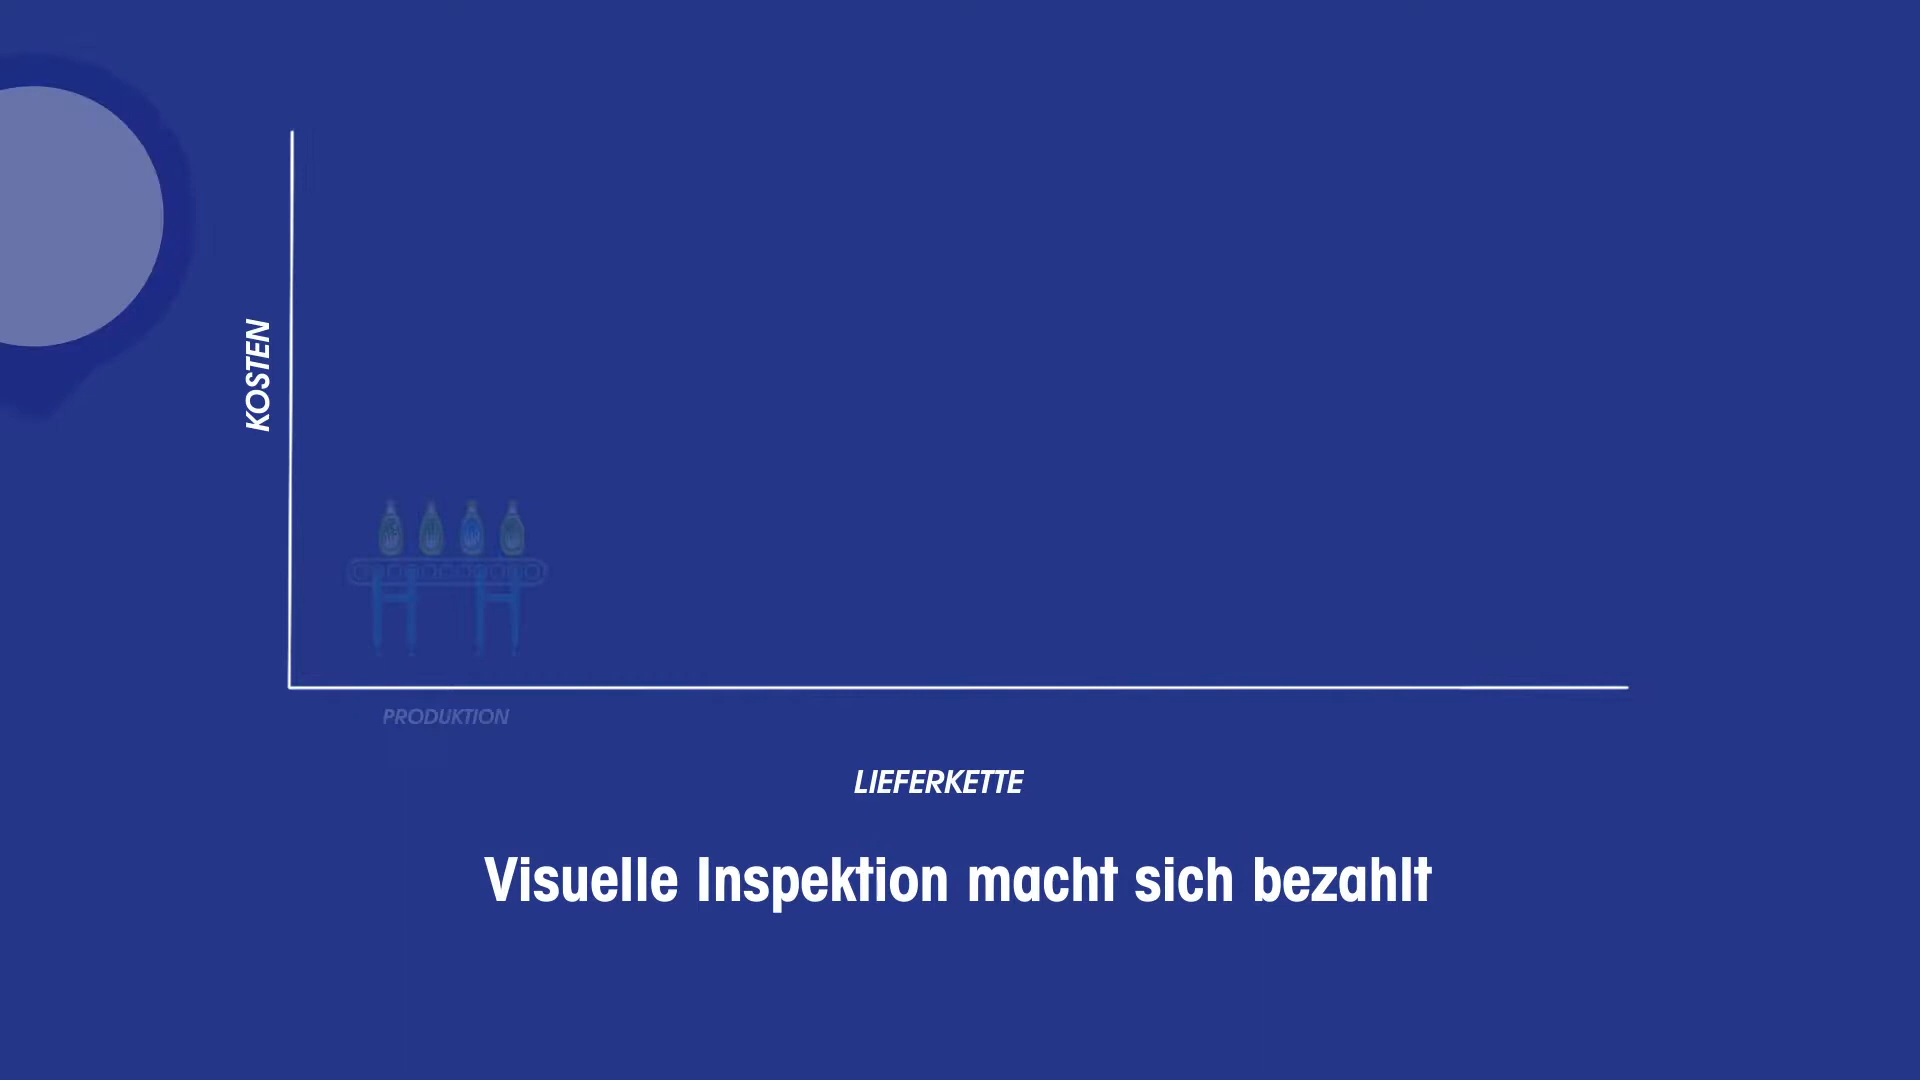 KOSTEN
PRODUKTION
LIEFERKETTE
Visuelle Inspektion macht sich bezahlt